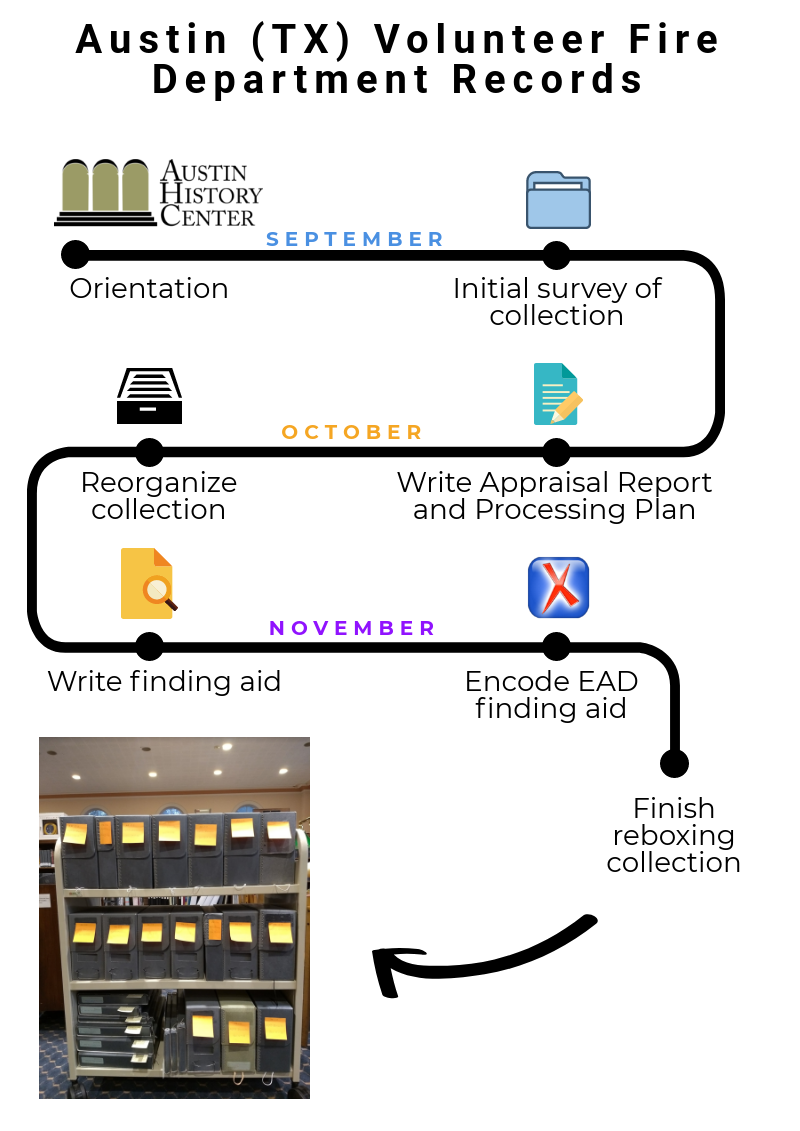 Austin (TX) Volunteer Fire
Department Records
AUSTIN
HISTORY
CENTER
SEPTEMBER
Orientation
Initial survey of
collection
OCTOBER
Write Appraisal Report
and Processing Plan
Reorganize
collection
NOVEMBER
Write finding aid
Encode EAD
finding aid
Finish
reboxing
collection